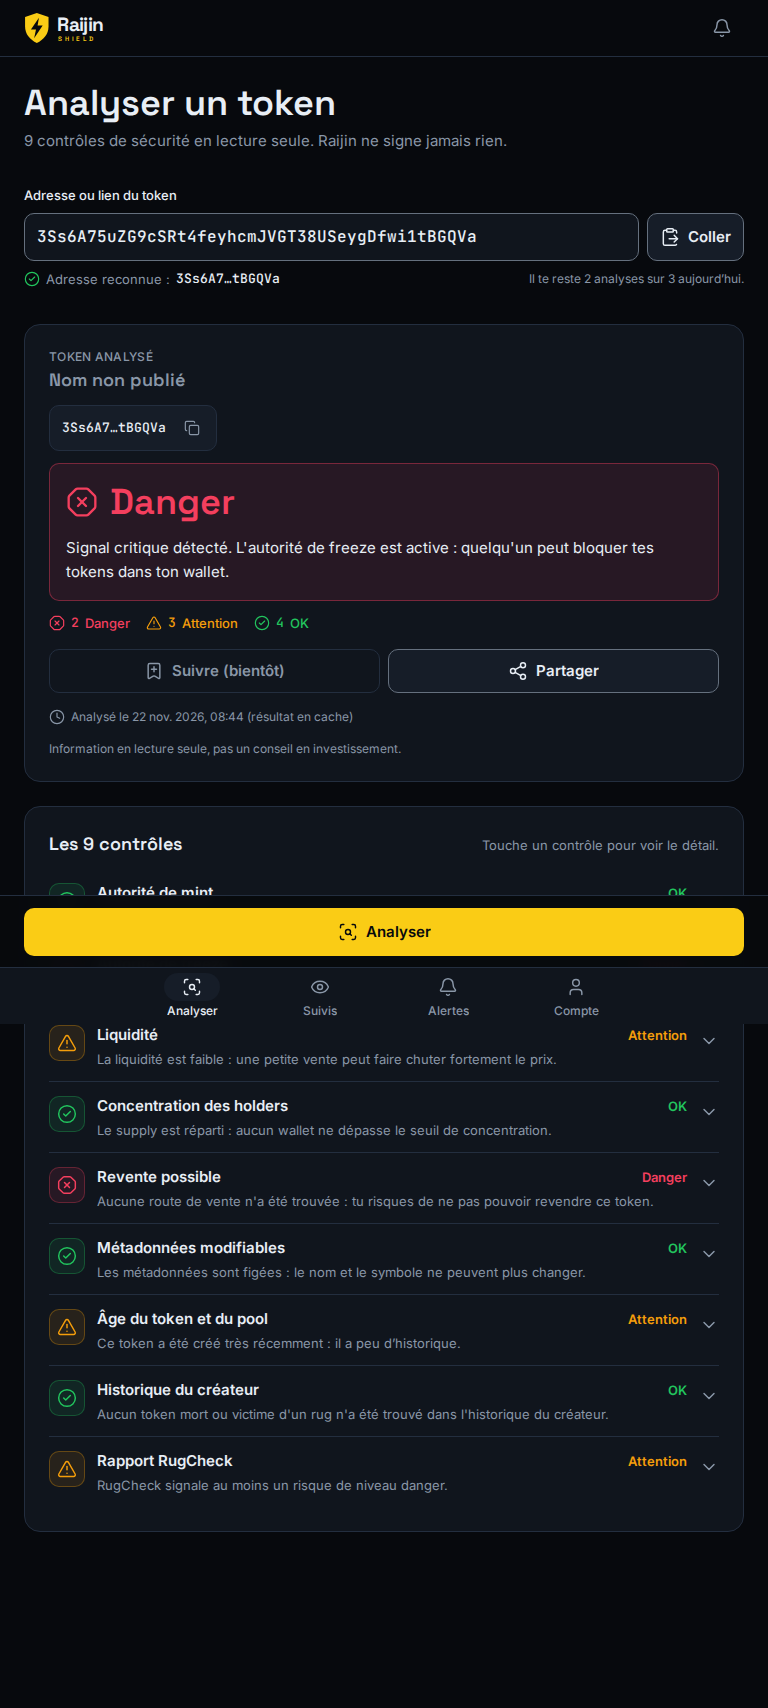 Raijin
SHIELD
Analyser un token
9 contrôles de sécurité en lecture seule. Raijin ne signe jamais rien.
Adresse ou lien du token
3Ss6A75uZG9cSRt4feyhcmJVGT38USeygDfwi1tBGQVa
Coller
Adresse reconnue : 3Ss6A7…tBGQVa
Il te reste 2 analyses sur 3 aujourd'hui.
TOKEN ANALYSÉ
Nom non publié
3Ss6A7…tBGQVa
Danger
Signal critique détecté. L'autorité de freeze est active : quelqu'un peut bloquer tes
tokens dans ton wallet.
2 Danger
3 Attention
4 OK
Suivre (bientôt)
Partager
Analysé le 22 nov. 2026, 08:44 (résultat en cache)
Information en lecture seule, pas un conseil en investissement.
Les 9 contrôles
Touche un contrôle pour voir le détail.
Autorité de mint
OK
Analyser
Analyser
Suivis
Alertes
Compte
Liquidité
Attention
La liquidité est faible : une petite vente peut faire chuter fortement le prix.
Concentration des holders
OK
Le supply est réparti : aucun wallet ne dépasse le seuil de concentration.
Revente possible
Danger
Aucune route de vente n'a été trouvée : tu risques de ne pas pouvoir revendre ce token.
Métadonnées modifiables
OK
Les métadonnées sont figées : le nom et le symbole ne peuvent plus changer.
Âge du token et du pool
Attention
Ce token a été créé très récemment : il a peu d'historique.
Historique du créateur
OK
Aucun token mort ou victime d'un rug n'a été trouvé dans l'historique du créateur.
Rapport RugCheck
Attention
RugCheck signale au moins un risque de niveau danger.